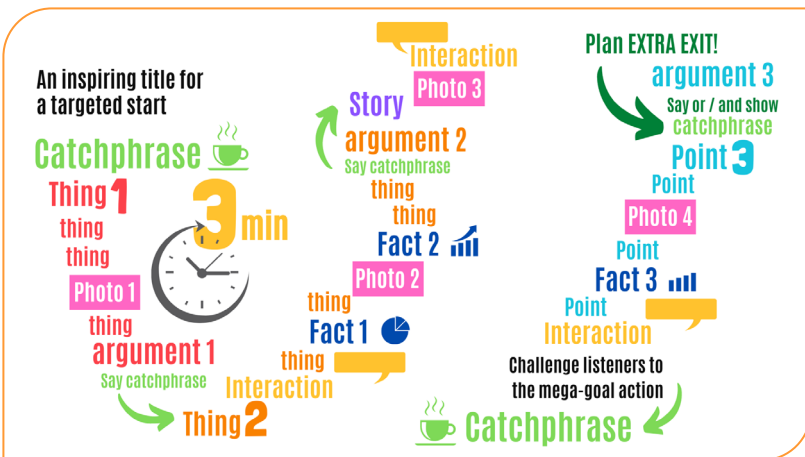 An inspiring title for
a targeted start
Catchphrase
Thing 1
thing
thing
Photo 1
thing
argument 1
Say catchphrase
Thing 2
3 min
Interaction
thing
Fact 1
thing
Photo 2
Fact 2
thing
thing
Say catchphrase
argument 2
Story
Photo 3
Interaction
Plan EXTRA EXIT!
argument 3
Say or / and show
catchphrase
Point 3
Point
Photo 4
Point
Fact 3
Point
Interaction
Challenge listeners to
the mega-goal action
Catchphrase